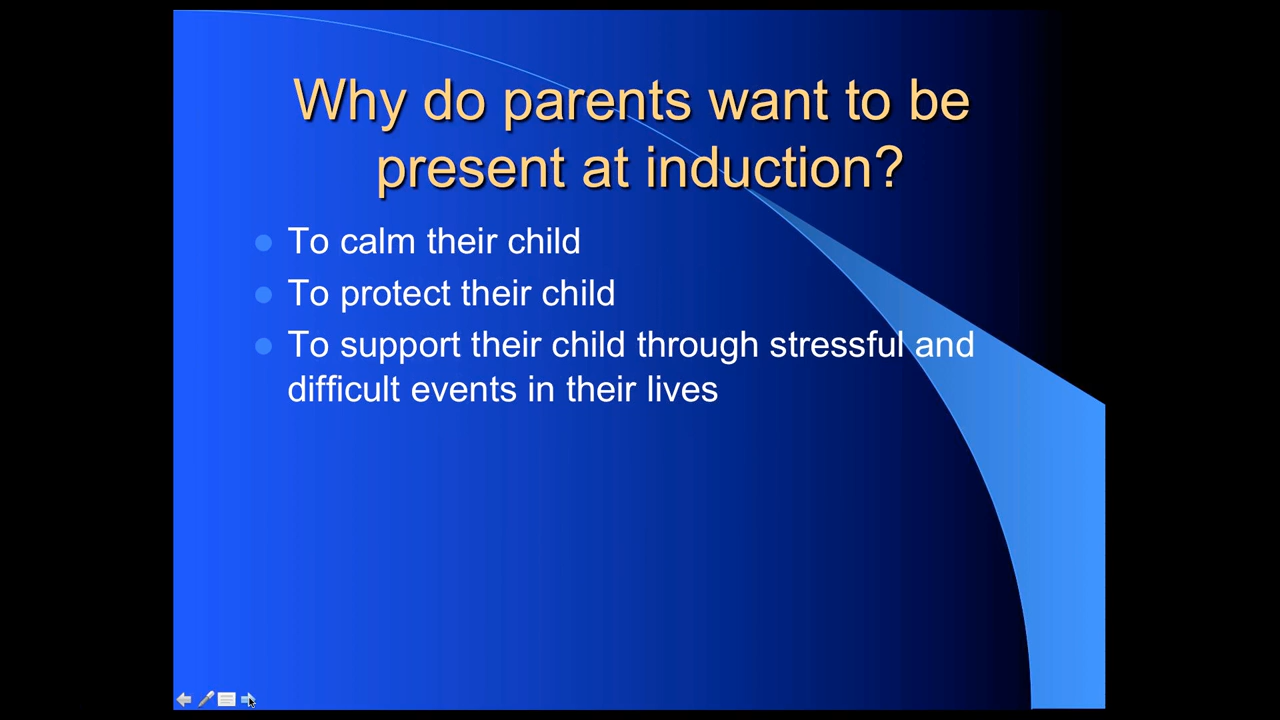 Why do parents want to be
present at induction?
To calm their child
To protect their child
To support their child through stressful and
difficult events in their lives